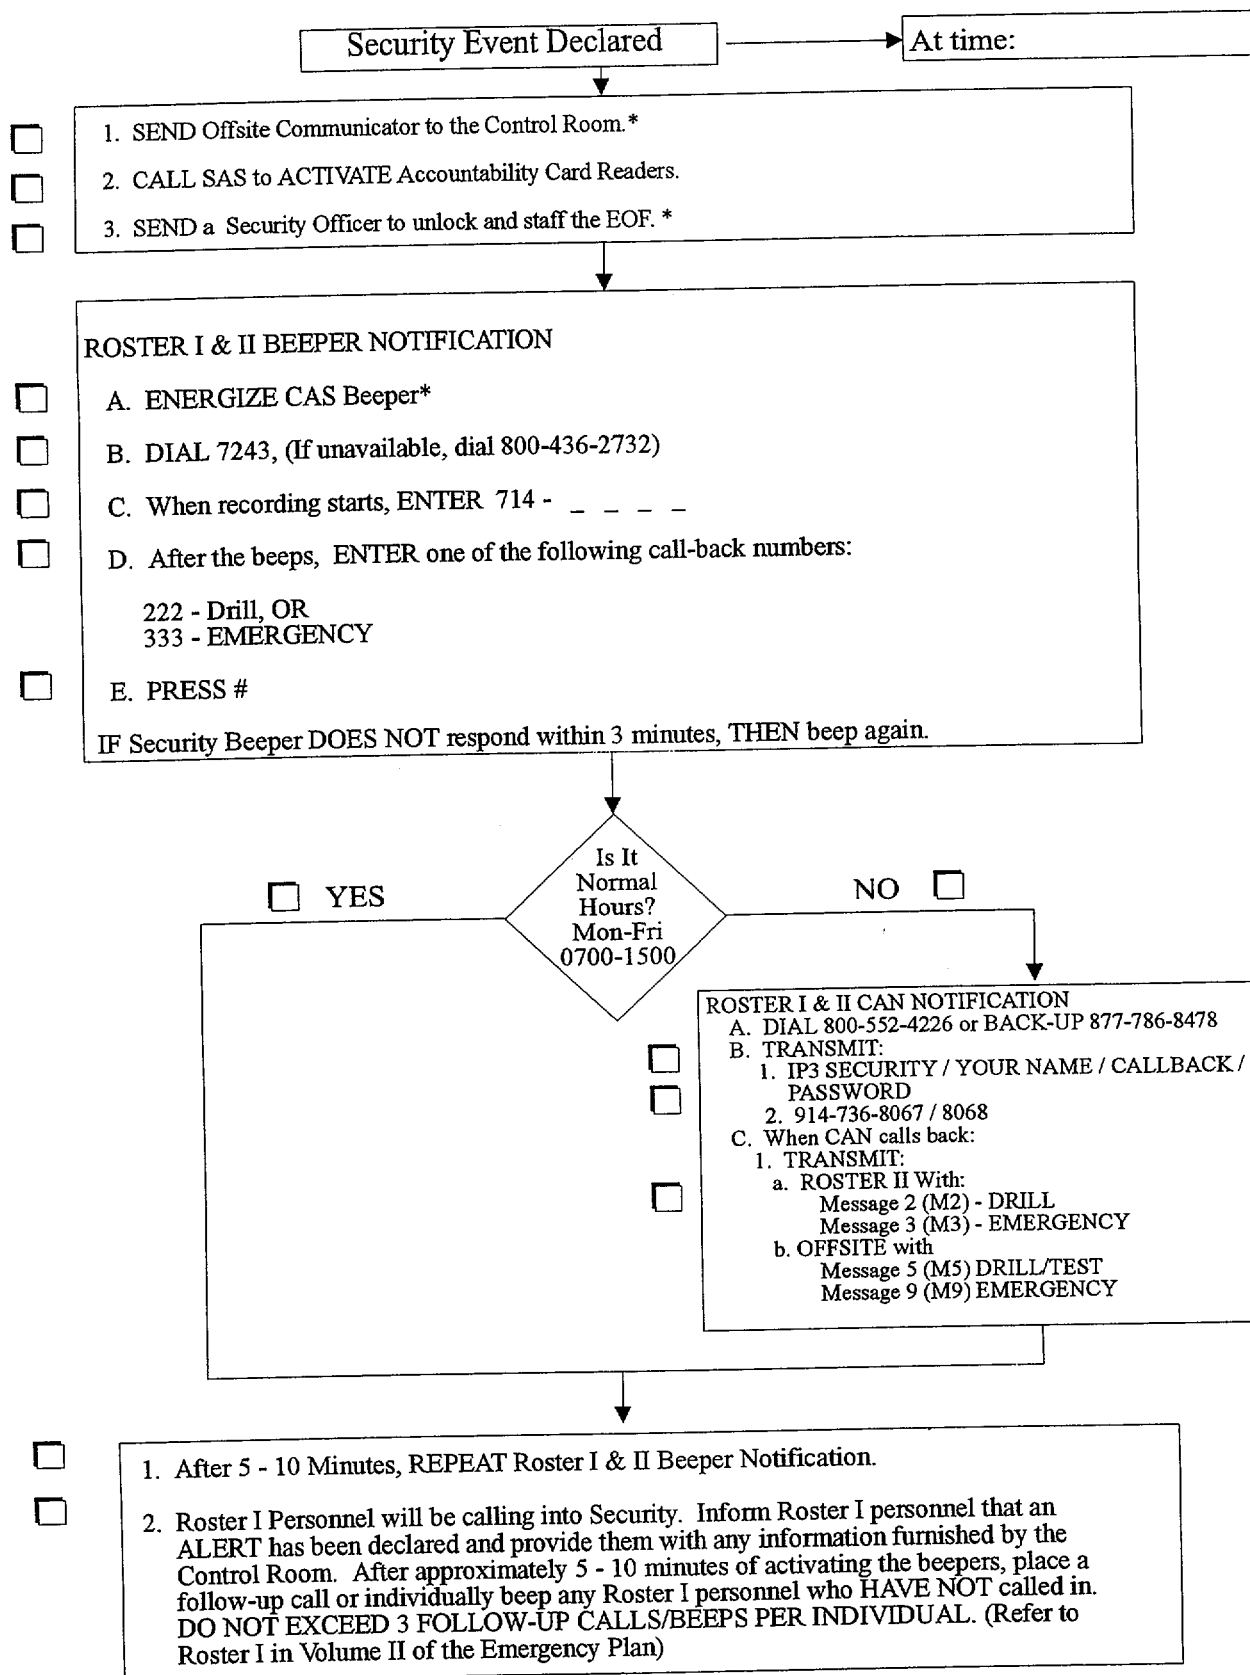 Security Event Declared
At time:
1. SEND Offsite Communicator to the Control Room.*
2. CALL SAS to ACTIVATE Accountability Card Readers.
3. SEND a Security Officer to unlock and staff the EOF. *
ROSTER I & II BEEPER NOTIFICATION
A. ENERGIZE CAS Beeper*
B. DIAL 7243, (If unavailable, dial 800-436-2732)
C. When recording starts, ENTER 714 - _ _ _ _
D. After the beeps, ENTER one of the following call-back numbers:
222 - Drill, OR
333 - EMERGENCY
E. PRESS #
IF Security Beeper DOES NOT respond within 3 minutes, THEN beep again.
Is It
Normal
Hours?
Mon-Fri
0700-1500
YES
NO
ROSTER I & II CAN NOTIFICATION
A. DIAL 800-552-4226 or BACK-UP 877-786-8478
B. TRANSMIT:
1. IP3 SECURITY / YOUR NAME / CALLBACK /
PASSWORD
2. 914-736-8067 / 8068
C. When CAN calls back:
1. TRANSMIT:
a. ROSTER II With:
Message 2 (M2) - DRILL
Message 3 (M3) - EMERGENCY
b. OFFSITE with
Message 5 (M5) DRILL/TEST
Message 9 (M9) EMERGENCY
1. After 5 - 10 Minutes, REPEAT Roster I & II Beeper Notification.
2. Roster I Personnel will be calling into Security. Inform Roster I personnel that an
ALERT has been declared and provide them with any information furnished by the
Control Room. After approximately 5 - 10 minutes of activating the beepers, place a
follow-up call or individually beep any Roster I personnel who HAVE NOT called in.
DO NOT EXCEED 3 FOLLOW-UP CALLS/BEEPS PER INDIVIDUAL. (Refer to
Roster I in Volume II of the Emergency Plan)